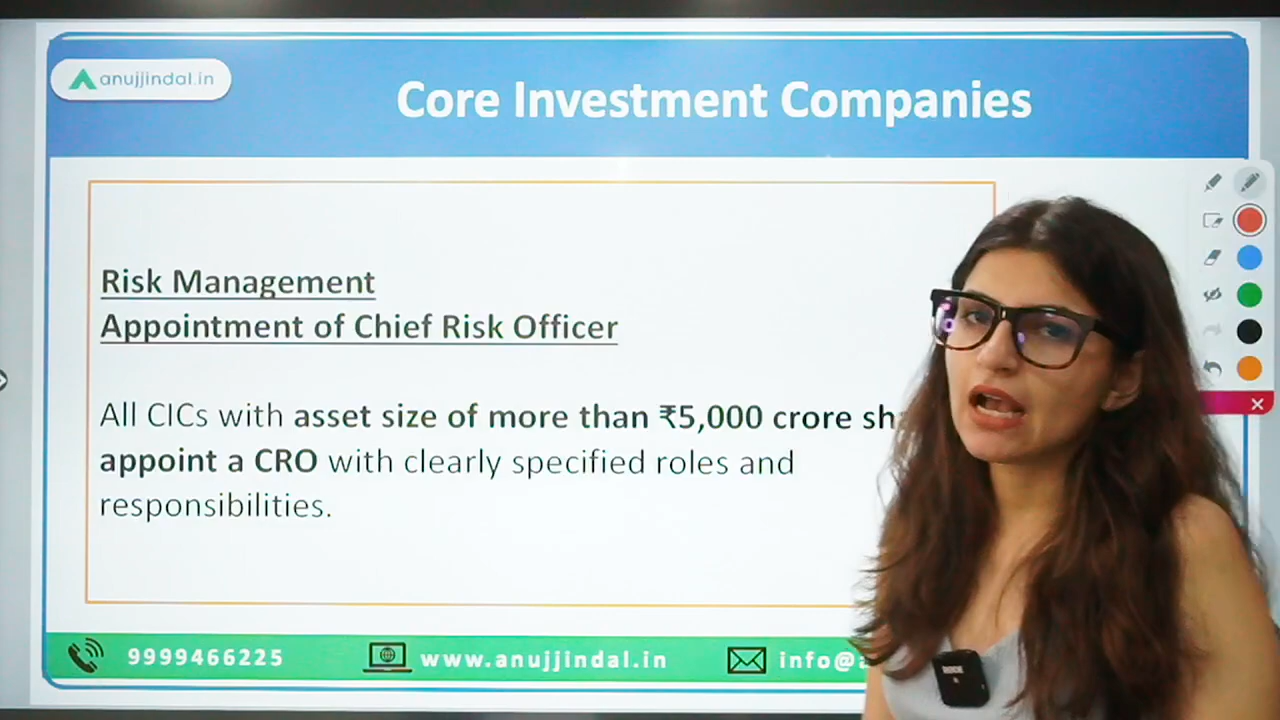 anujjindal.in
Core Investment Companies
Risk Management
Appointment of Chief Risk Officer
All CICs with asset size of more than ₹5,000 crore
appoint a CRO with clearly specified roles and
responsibilities.
9999466225
www.anujjindal.in
info@